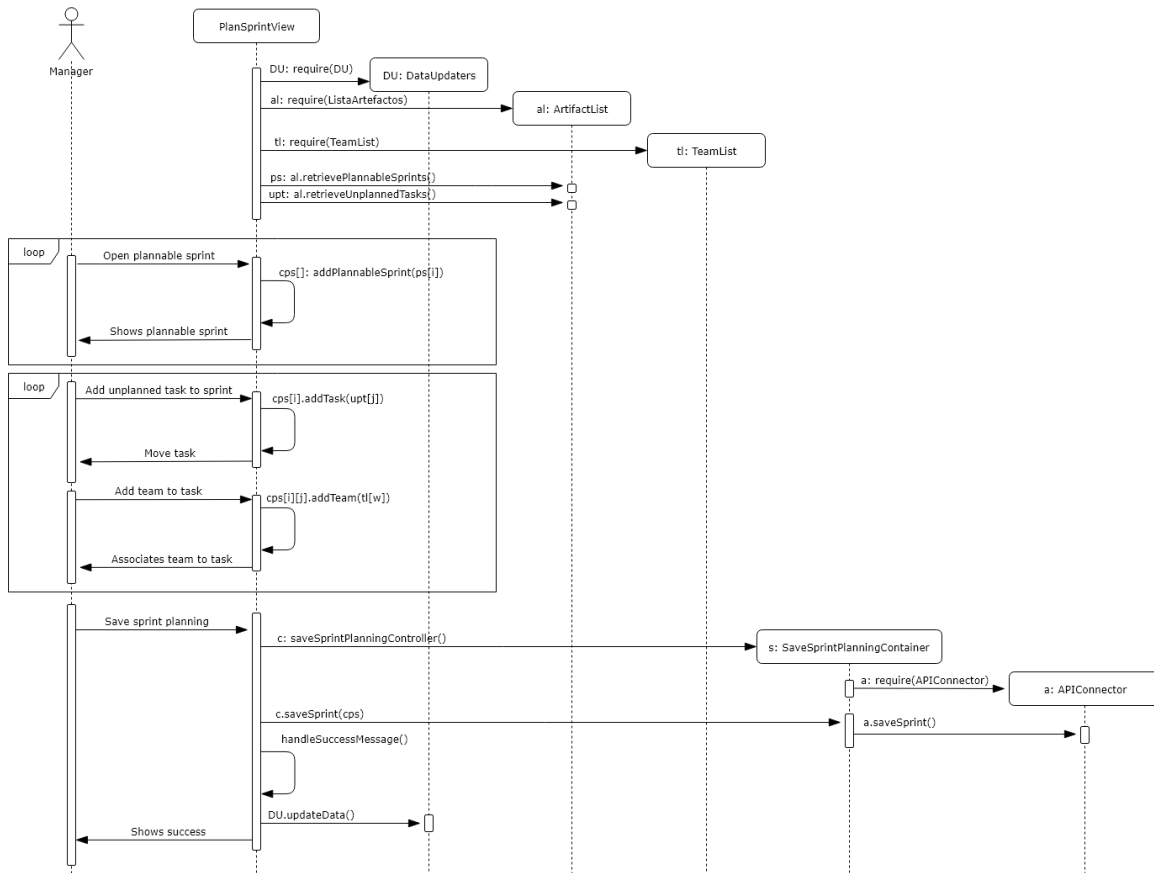 PlanSprintView
Manager
DU: require(DU)
DU: DataUpdaters
al: require(ListaArtefactos)
al: ArtifactList
tl: require(TeamList)
tl: TeamList
ps: al.retrievePlannableSprints()
upt: al.retrieveUnplannedTasks()
loop
Open plannable sprint
cps[]: addPlannableSprint(ps[i])
Shows plannable sprint
loop
Add unplanned task to sprint
cps[i].addTask(upt[j])
Move task
Add team to task
cps[i][j].addTeam(tl[w])
Associates team to task
Save sprint planning
c: saveSprintPlanningController()
s: SaveSprintPlanningContainer
a: require(APIConnector)
a: APIConnector
c.saveSprint(cps)
a.saveSprint()
handleSuccessMessage()
DU.updateData()
Shows success